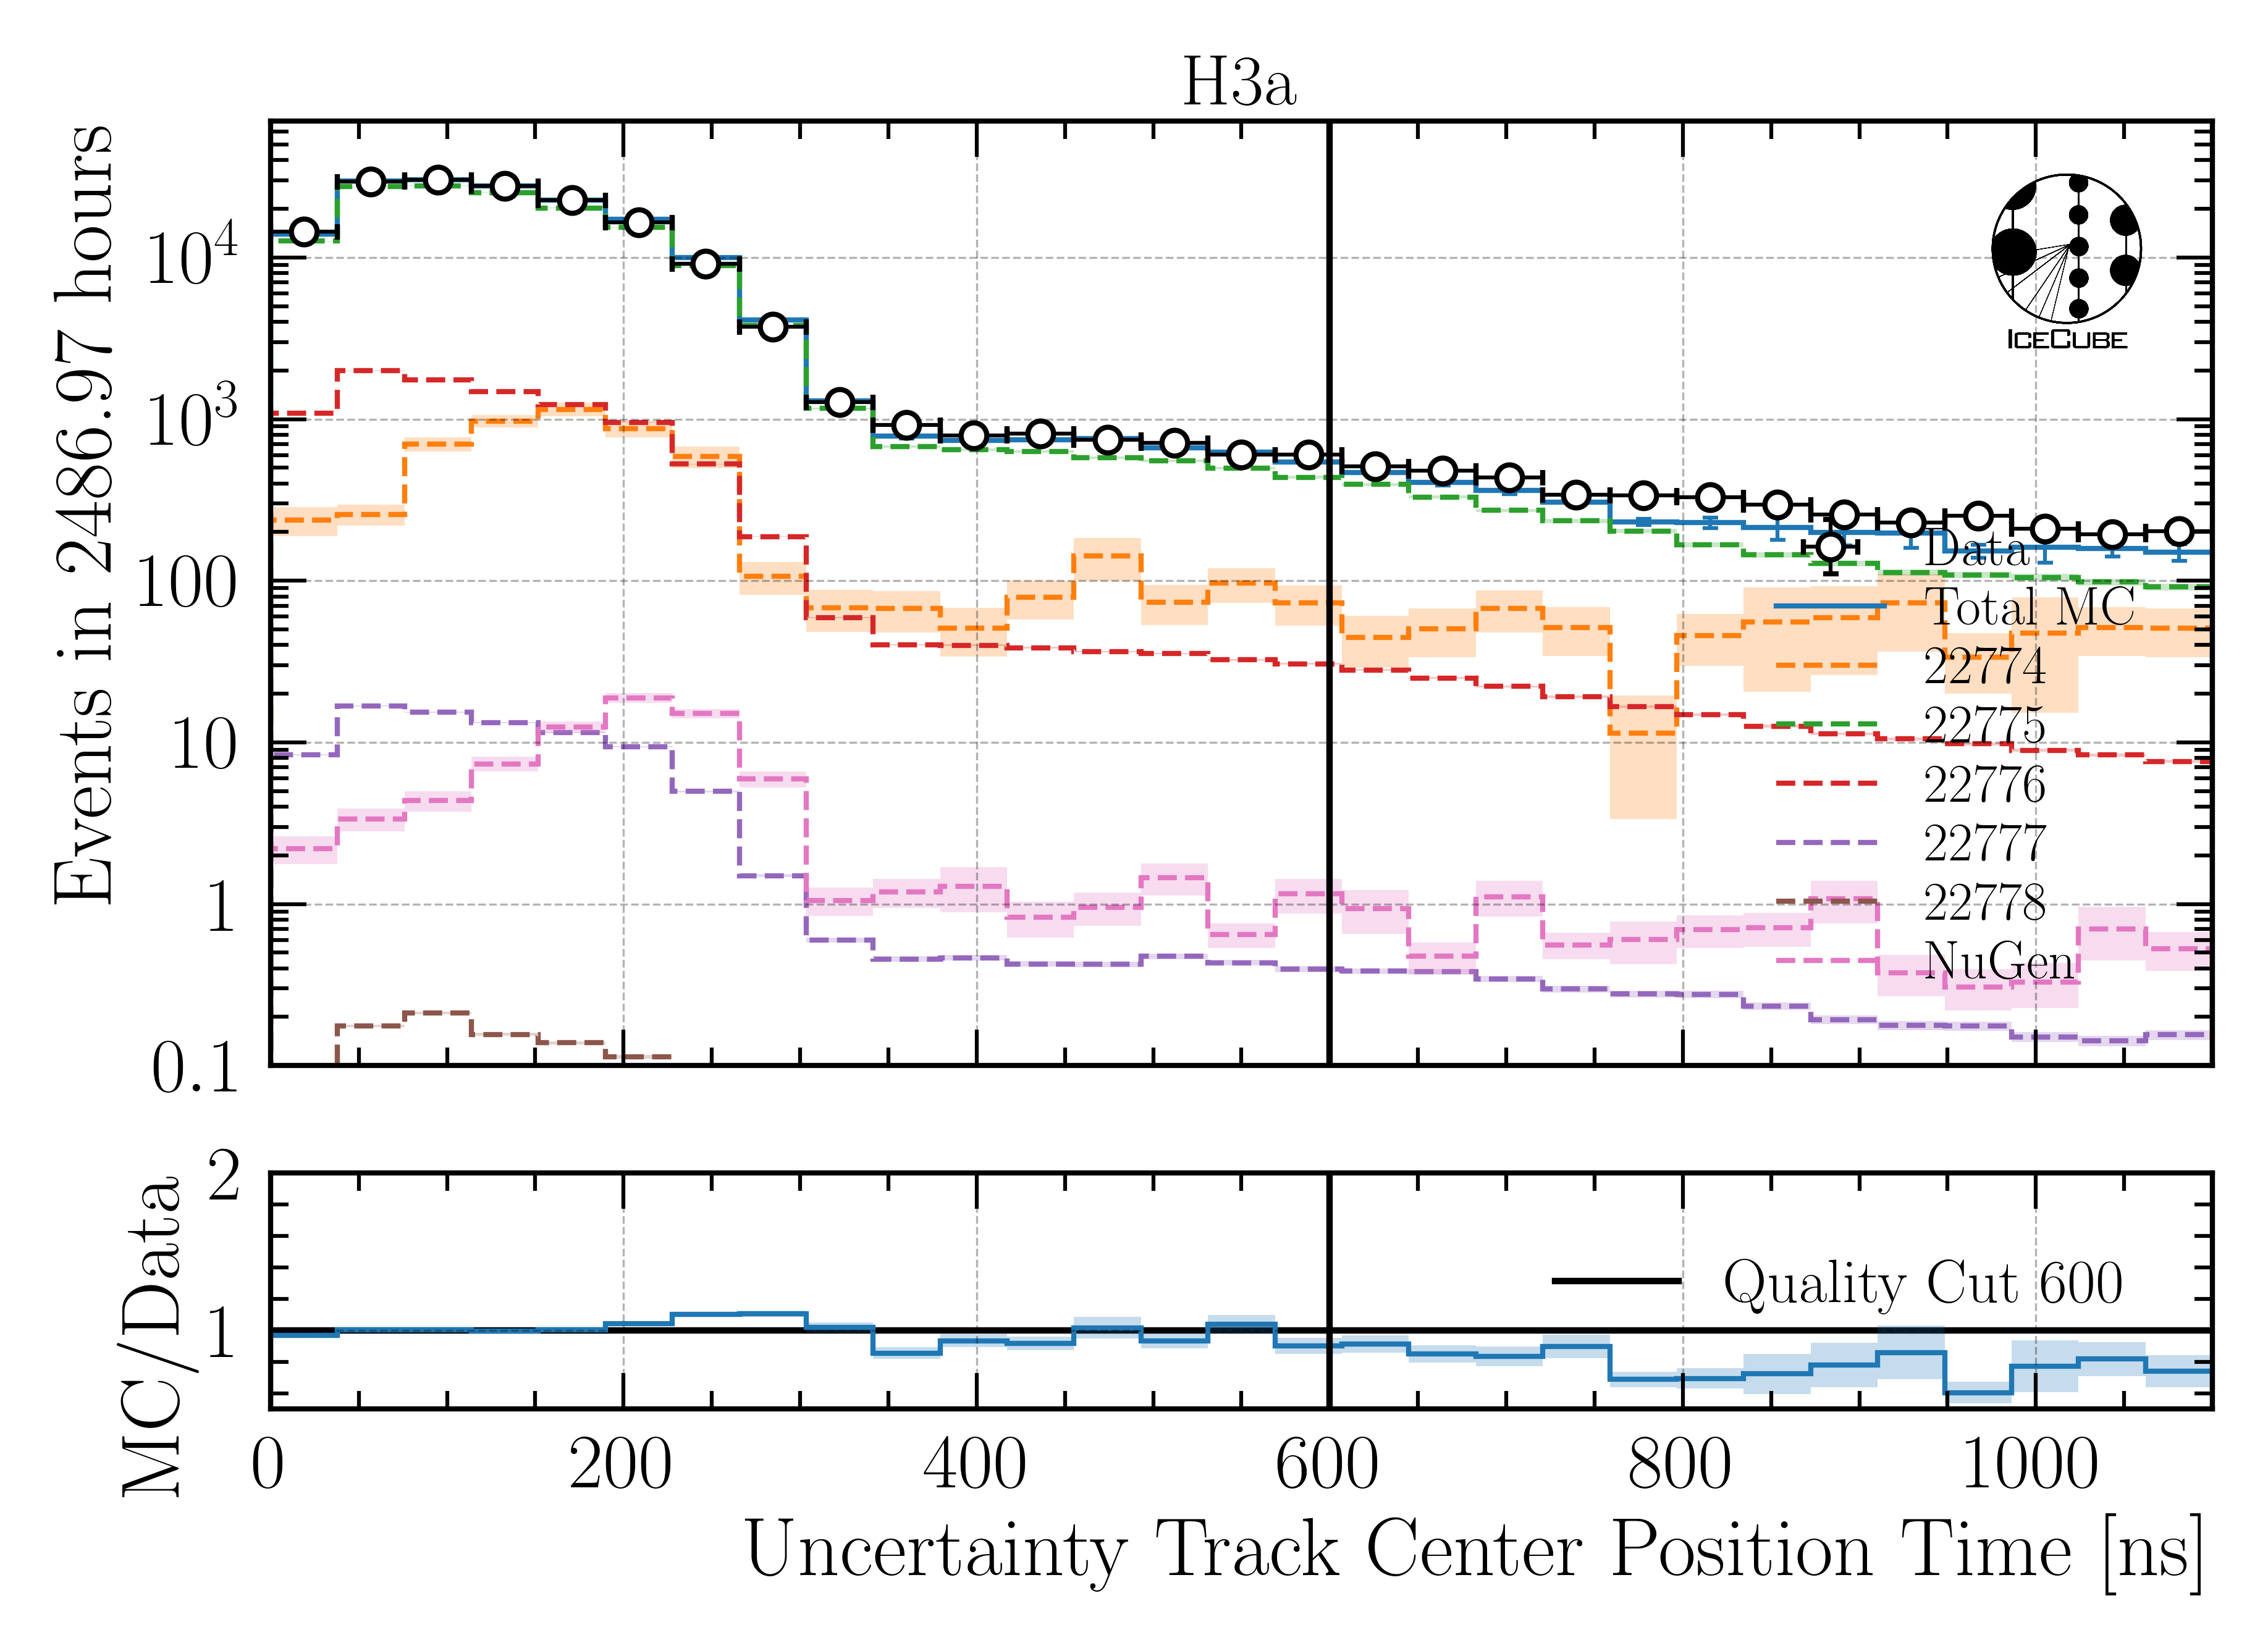 H3a
Events in 2486.97 hours
10^4
10^3
100
10
1
0.1
ICECUBE
Data
Total MC
22774
22775
22776
22777
22778
NuGen
MC/Data
2
1
Quality Cut 600
0 200 400 600 800 1000
Uncertainty Track Center Position Time [ns]